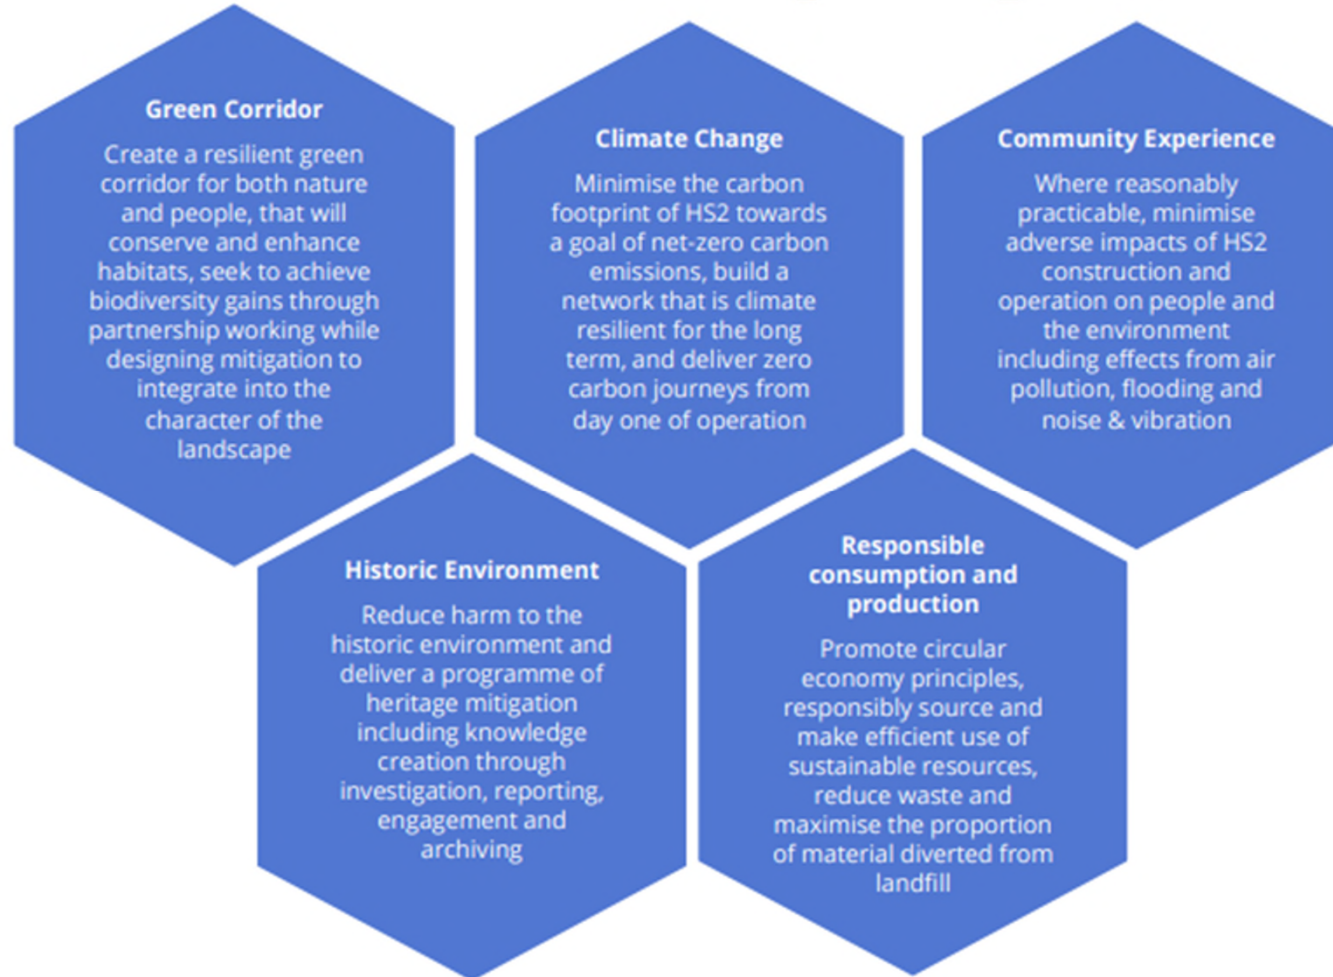 Green Corridor
Create a resilient green
corridor for both nature
and people, that will
conserve and enhance
habitats, seek to achieve
biodiversity gains through
partnership working while
designing mitigation to
integrate into the
character of the
landscape
Climate Change
Minimise the carbon
footprint of HS2 towards
a goal of net-zero carbon
emissions, build a
network that is climate
resilient for the long
term, and deliver zero
carbon journeys from
day one of operation
Community Experience
Where reasonably
practicable, minimise
adverse impacts of HS2
construction and
operation on people and
the environment
including effects from air
pollution, flooding and
noise & vibration
Historic Environment
Reduce harm to the
historic environment and
deliver a programme of
heritage mitigation
including knowledge
creation through
investigation, reporting,
engagement and
archiving
Responsible
consumption and
production
Promote circular
economy principles,
responsibly source and
make efficient use of
sustainable resources,
reduce waste and
maximise the proportion
of material diverted from
landfill